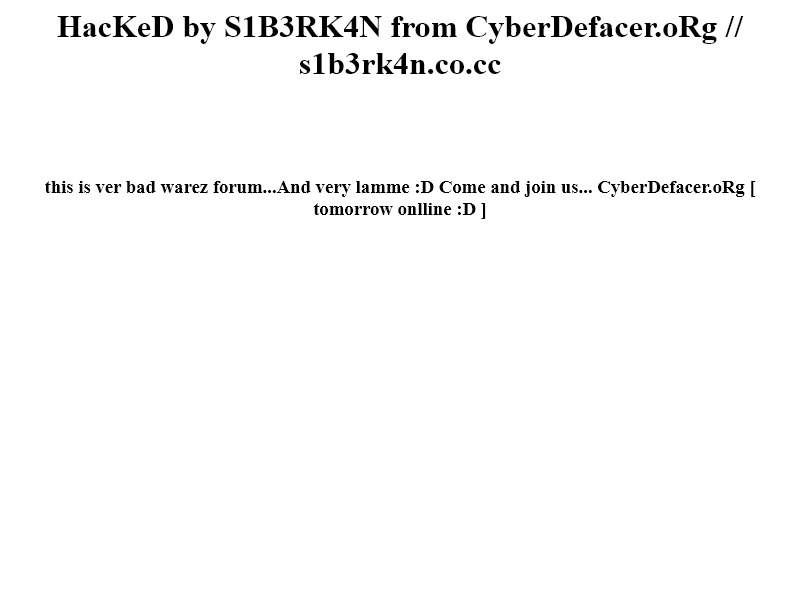 HacKeD by S1B3RK4N from CyberDefacer.oRg //
s1b3rk4n.co.cc
this is ver bad warez forum...And very lamme :D Come and join us... CyberDefacer.oRg [
tomorrow onlline :D ]